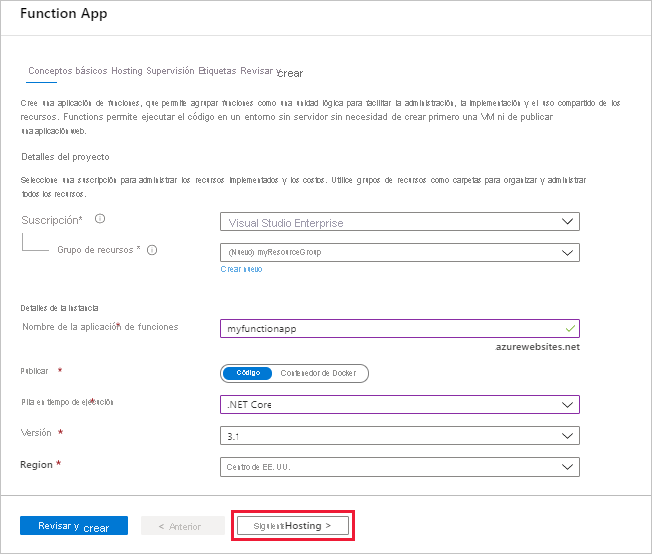 Function App
Conceptos básicos Hosting Supervisión Etiquetas Revisar y crear
Cree una aplicación de funciones, que permite agrupar funciones como una unidad lógica para facilitar la administración, la implementación y el uso compartido de los
recursos. Functions permite ejecutar el código en un entorno sin servidor sin necesidad de crear primero una VM ni de publicar
una aplicación web.
Detalles del proyecto
Seleccione una suscripción para administrar los recursos implementados y los costos. Utilice grupos de recursos como carpetas para organizar y administrar
todos los recursos.
Suscripción*
Visual Studio Enterprise
Grupo de recursos *
(Nuevo) myResourceGroup
Crear nuevo
Detalles de la instancia
Nombre de la aplicación de funciones *
myfunctionapp
.azurewebsites.net
Publicar *
Código Contenedor de Docker
Pila en tiempo de ejecución *
.NET Core
Versión *
3.1
Region *
Centro de EE. UU.
Revisar y crear
< Anterior
Siguiente Hosting >